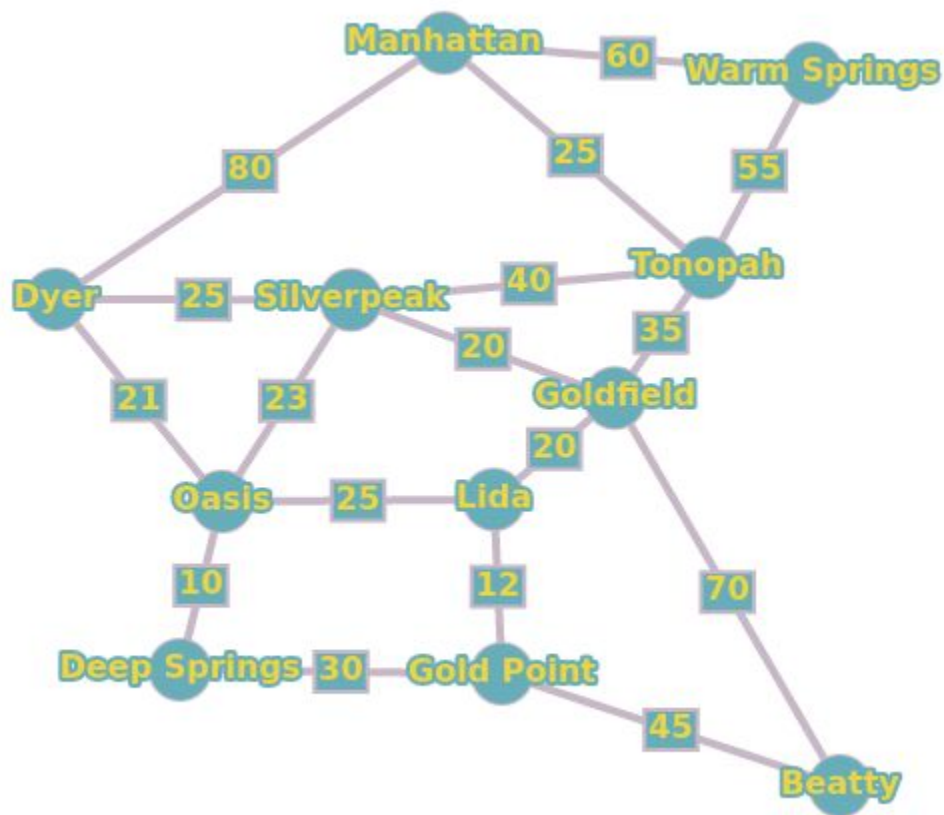 Manhattan
60
Warm Springs
80
25
55
Tonopah
Dyer
25
Silverpeak
40
35
20
21
23
Goldfield
20
Oasis
25
Lida
10
12
70
Deep Springs
30
Gold Point
45
Beatty